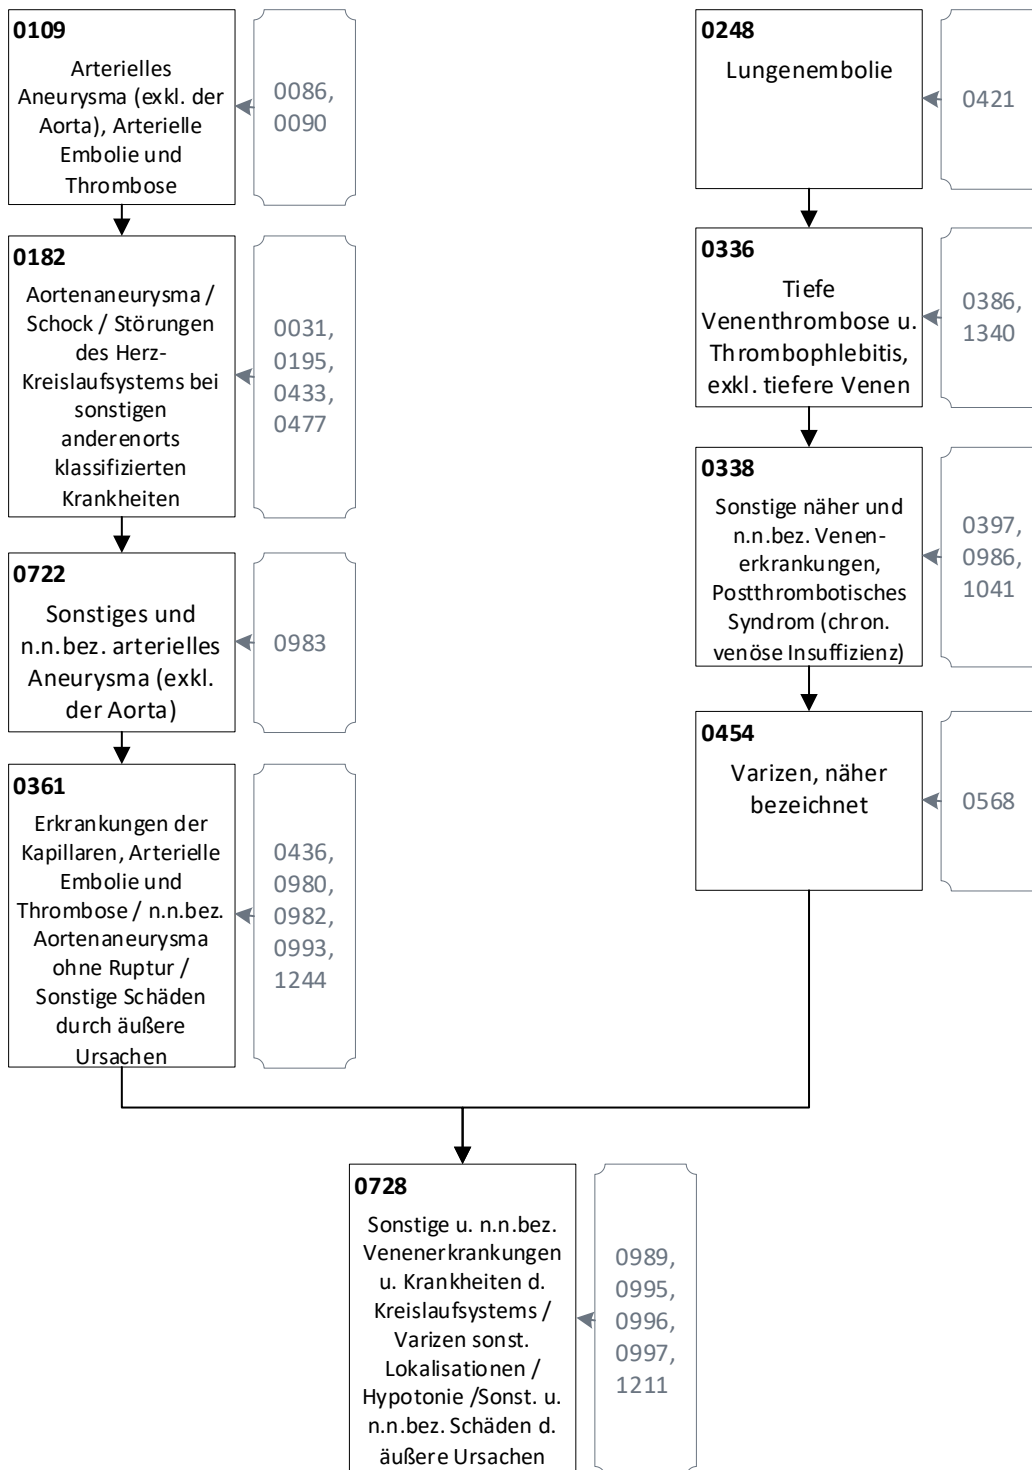 0109
Arterielles
Aneurysma (exkl. der
Aorta), Arterielle
Embolie und
Thrombose
0086,
0090
0182
Aortenaneurysma /
Schock / Störungen
des Herz-
Kreislaufsystems bei
sonstigen
anderenorts
klassifizierten
Krankheiten
0031,
0195,
0433,
0477
0722
Sonstiges und
n.n.bez. arterielles
Aneurysma (exkl.
der Aorta)
0983
0361
Erkrankungen der
Kapillaren, Arterielle
Embolie und
Thrombose / n.n.bez.
Aortenaneurysma
ohne Ruptur /
Sonstige Schäden
durch äußere
Ursachen
0436,
0980,
0982,
0993,
1244
0248
Lungenembolie
0421
0336
Tiefe
Venenthrombose u.
Thrombophlebitis,
exkl. tiefere Venen
0386,
1340
0338
Sonstige näher und
n.n.bez. Venen-
erkrankungen,
Postthrombotisches
Syndrom (chron.
venöse Insuffizienz)
0397,
0986,
1041
0454
Varizen, näher
bezeichnet
0568
0728
Sonstige u. n.n.bez.
Venenerkrankungen
u. Krankheiten d.
Kreislaufsystems /
Varizen sonst.
Lokalisationen /
Hypotonie /Sonst. u.
n.n.bez. Schäden d.
äußere Ursachen
0989,
0995,
0996,
0997,
1211